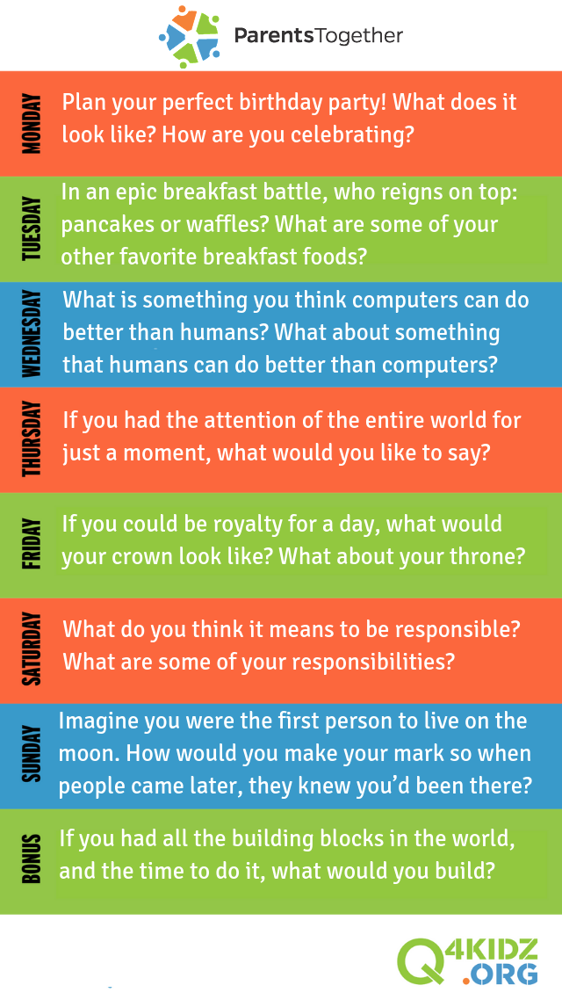 ParentsTogether
MONDAY
Plan your perfect birthday party! What does it
look like? How are you celebrating?
TUESDAY
In an epic breakfast battle, who reigns on top:
pancakes or waffles? What are some of your
other favorite breakfast foods?
WEDNESDAY
What is something you think computers can do
better than humans? What about something
that humans can do better than computers?
THURSDAY
If you had the attention of the entire world for
just a moment, what would you like to say?
FRIDAY
If you could be royalty for a day, what would
your crown look like? What about your throne?
SATURDAY
What do you think it means to be responsible?
What are some of your responsibilities?
SUNDAY
Imagine you were the first person to live on the
moon. How would you make your mark so when
people came later, they knew you’d been there?
BONUS
If you had all the building blocks in the world,
and the time to do it, what would you build?
Q4KIDZ
.ORG